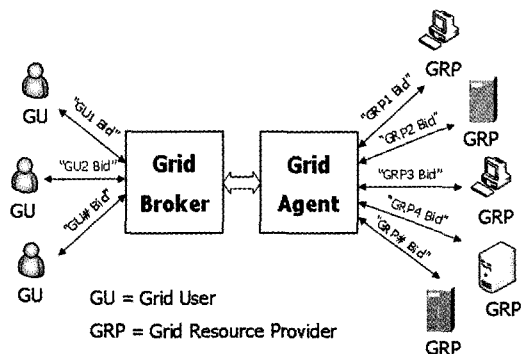 GRP
"GRP1 Bid"
GU
"GU1 Bid"
"GRP2 Bid"
GRP
"GU2 Bid"
Grid
Broker
Grid
Agent
"GRP3 Bid"
GU
GRP
"GU# Bid"
"GRP4 Bid"
"GRP# Bid"
GU
GRP
GU = Grid User
GRP = Grid Resource Provider
GRP